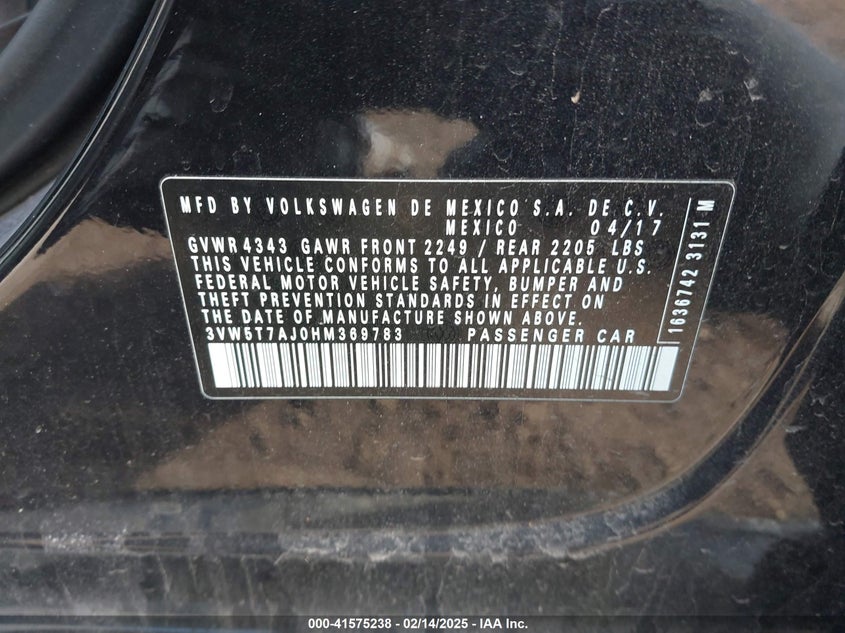 MFD BY VOLKSWAGEN DE MEXICO S.A. DE C.V.
MEXICO 04/17
GVWR 4343 GAWR FRONT 2249 / REAR 2205 LBS
THIS VEHICLE CONFORMS TO ALL APPLICABLE U.S.
FEDERAL MOTOR VEHICLE SAFETY, BUMPER AND
THEFT PREVENTION STANDARDS IN EFFECT ON
THE DATE OF MANUFACTURE SHOWN ABOVE.
3VW5T7AJ0HM369783 PASSENGER CAR
1636742 3131 M
000-41575238 - 02/14/2025 - IAA Inc.